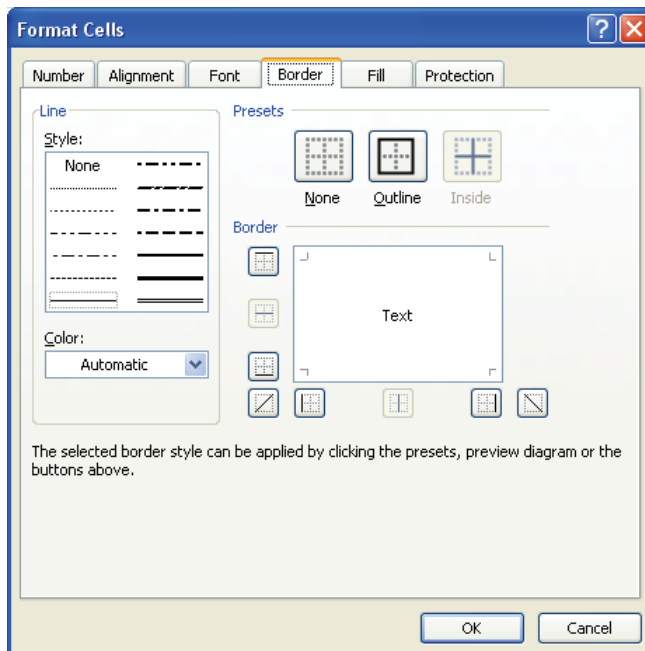 Format Cells
Number Alignment Font Border Fill Protection
Line
Style:
None
Color:
Automatic
Presets
None Outline Inside
Border
Text
The selected border style can be applied by clicking the presets, preview diagram or the
buttons above.
OK Cancel